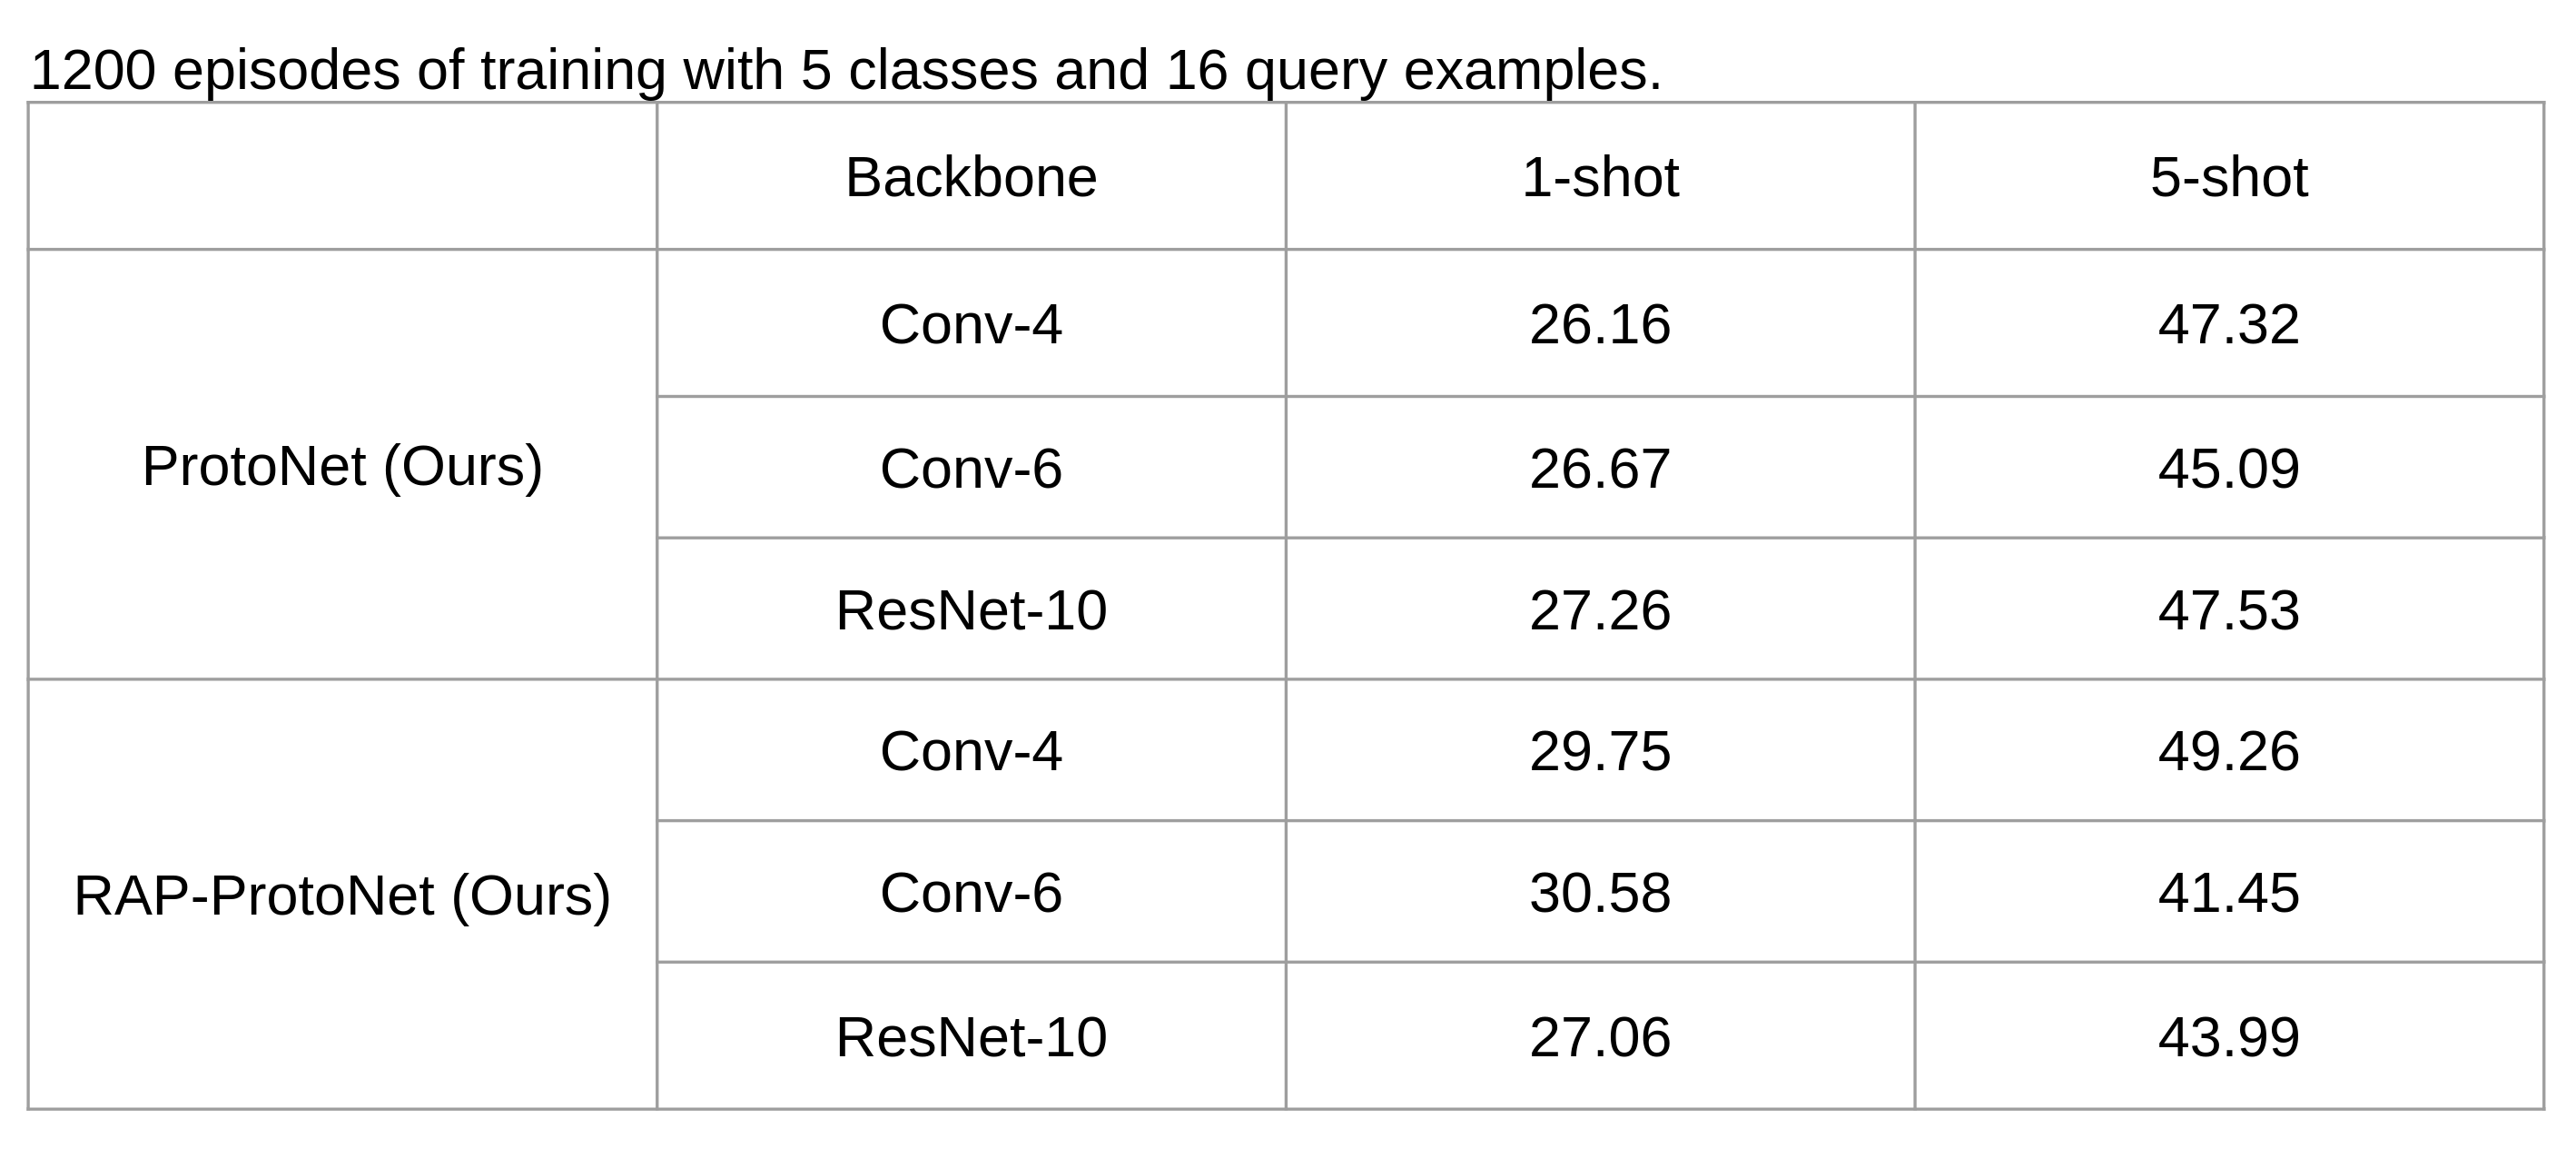 1200 episodes of training with 5 classes and 16 query examples.
Backbone 1-shot 5-shot
ProtoNet (Ours)
Conv-4 26.16 47.32
Conv-6 26.67 45.09
ResNet-10 27.26 47.53
RAP-ProtoNet (Ours)
Conv-4 29.75 49.26
Conv-6 30.58 41.45
ResNet-10 27.06 43.99